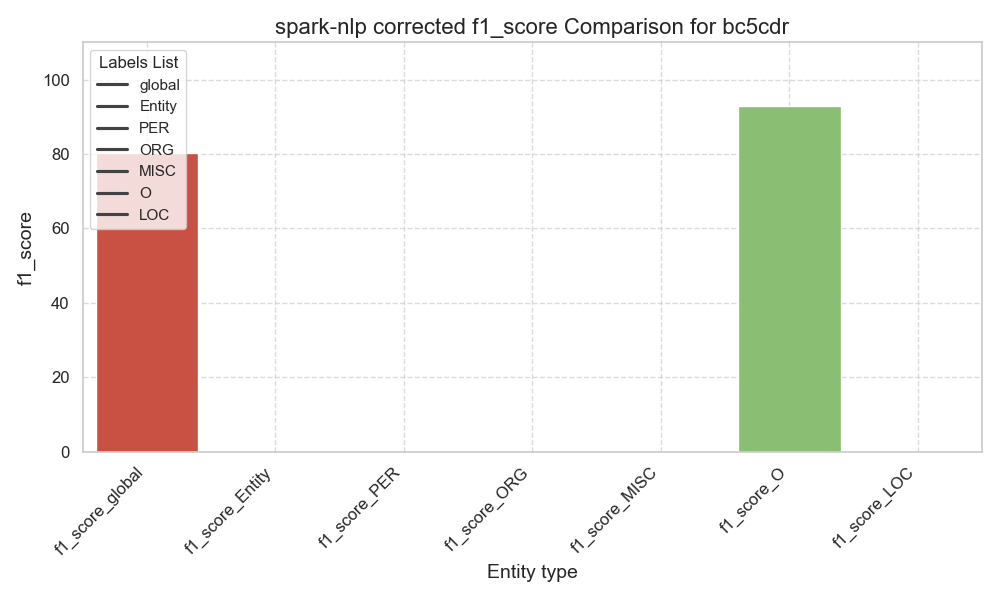 spark-nlp corrected f1_score Comparison for bc5cdr
Labels List
global
Entity
PER
ORG
MISC
O
LOC
f1_score
100
80
60
40
20
0
f1_score_global
f1_score_Entity
f1_score_PER
f1_score_ORG
f1_score_MISC
f1_score_O
f1_score_LOC
Entity type